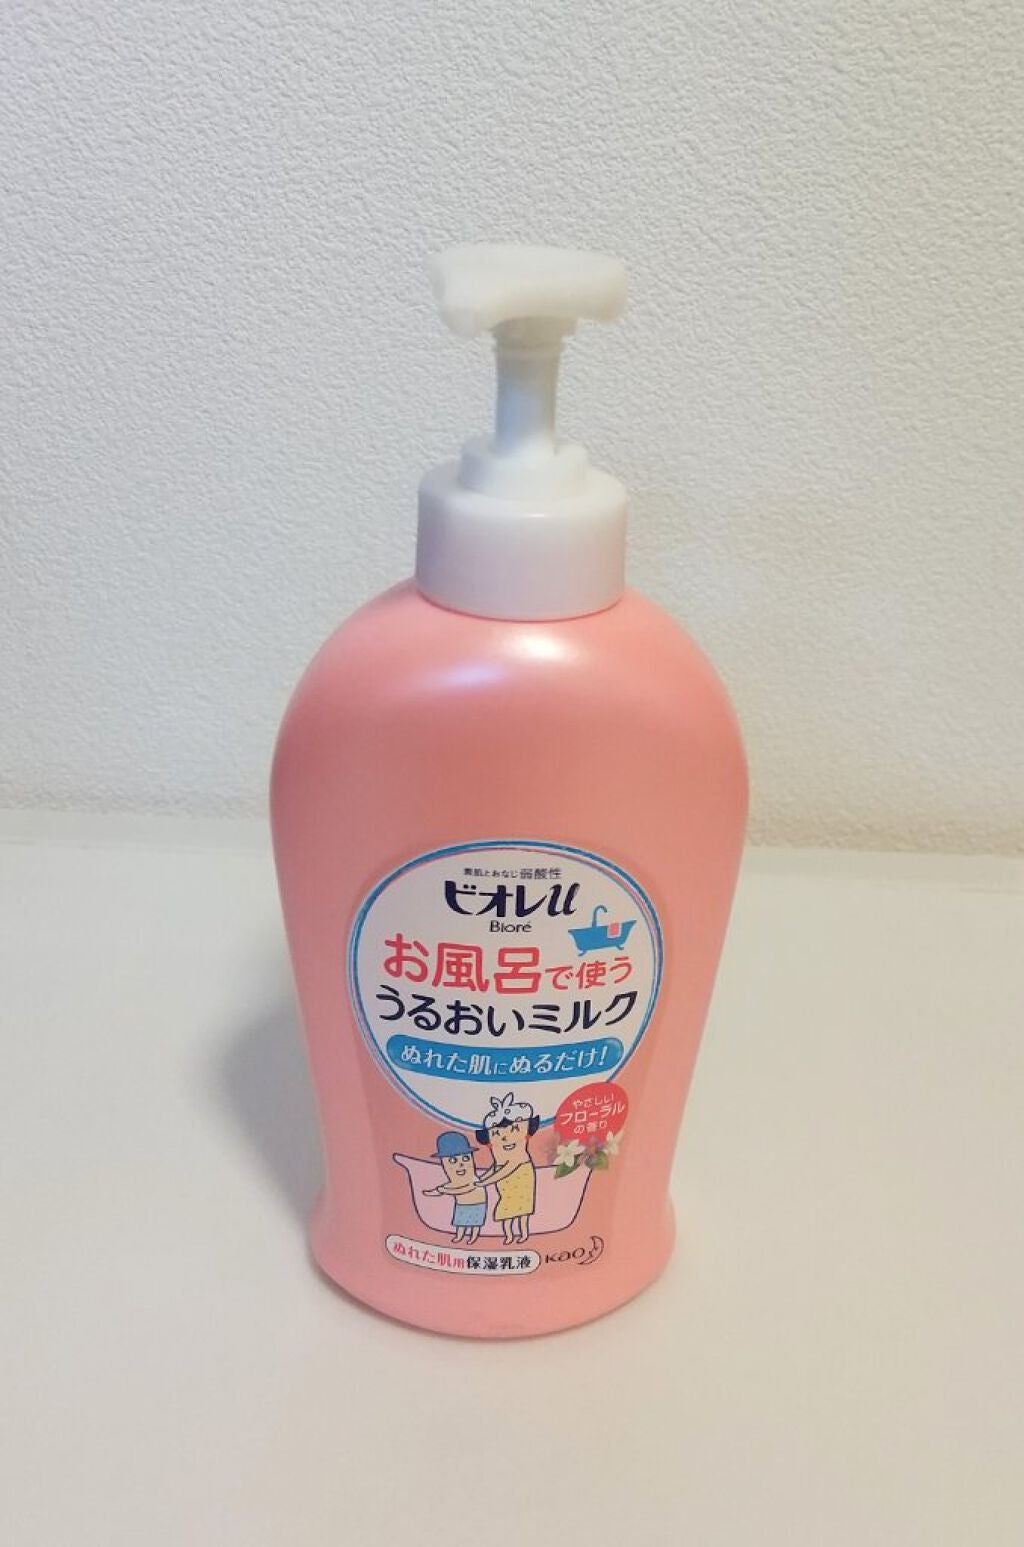 素肌とおなじ弱酸性
ビオレu
Bioré
お風呂で使う
うるおいミルク
ぬれた肌にぬるだけ!
やさしい
フローラル
の香り
ぬれた肌用保湿乳液
Kao